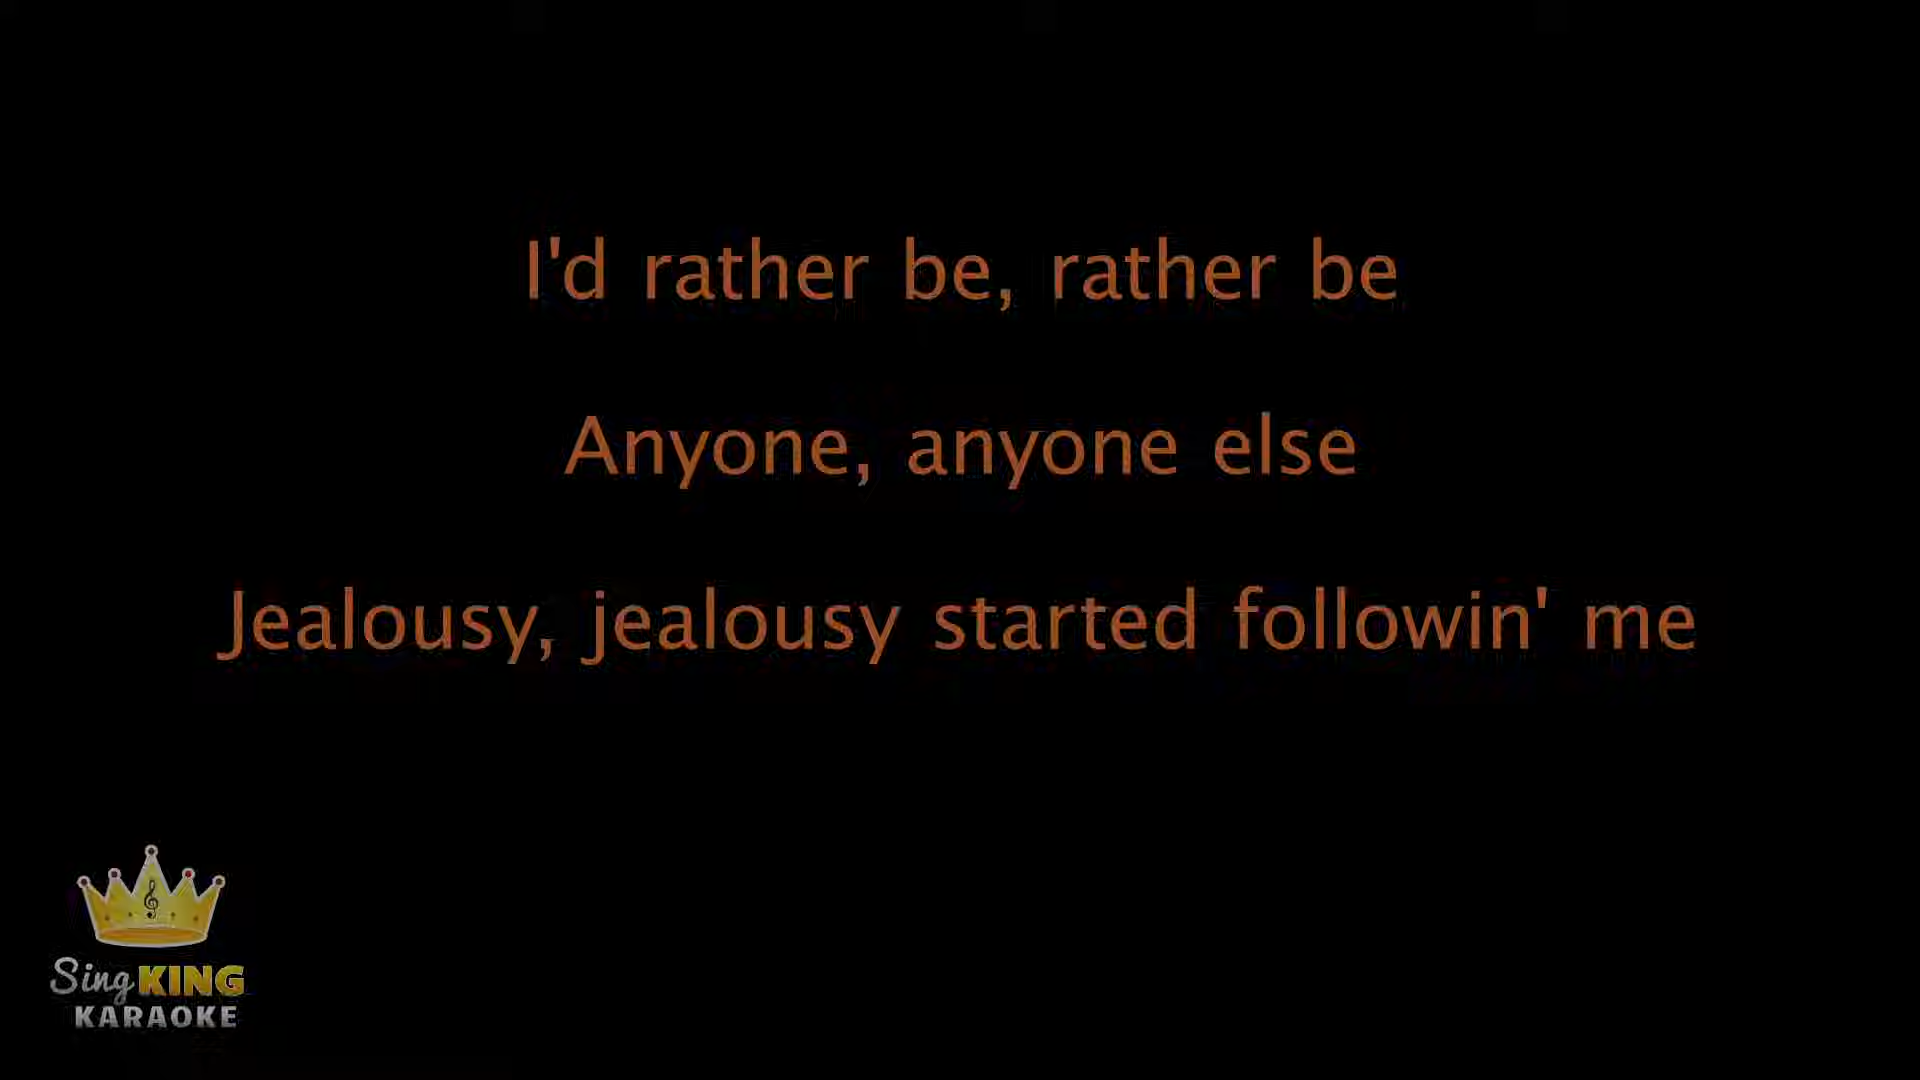 I'd rather be, rather be
Anyone, anyone else
Jealousy, jealousy started followin' me
Sing KING
KARAOKE